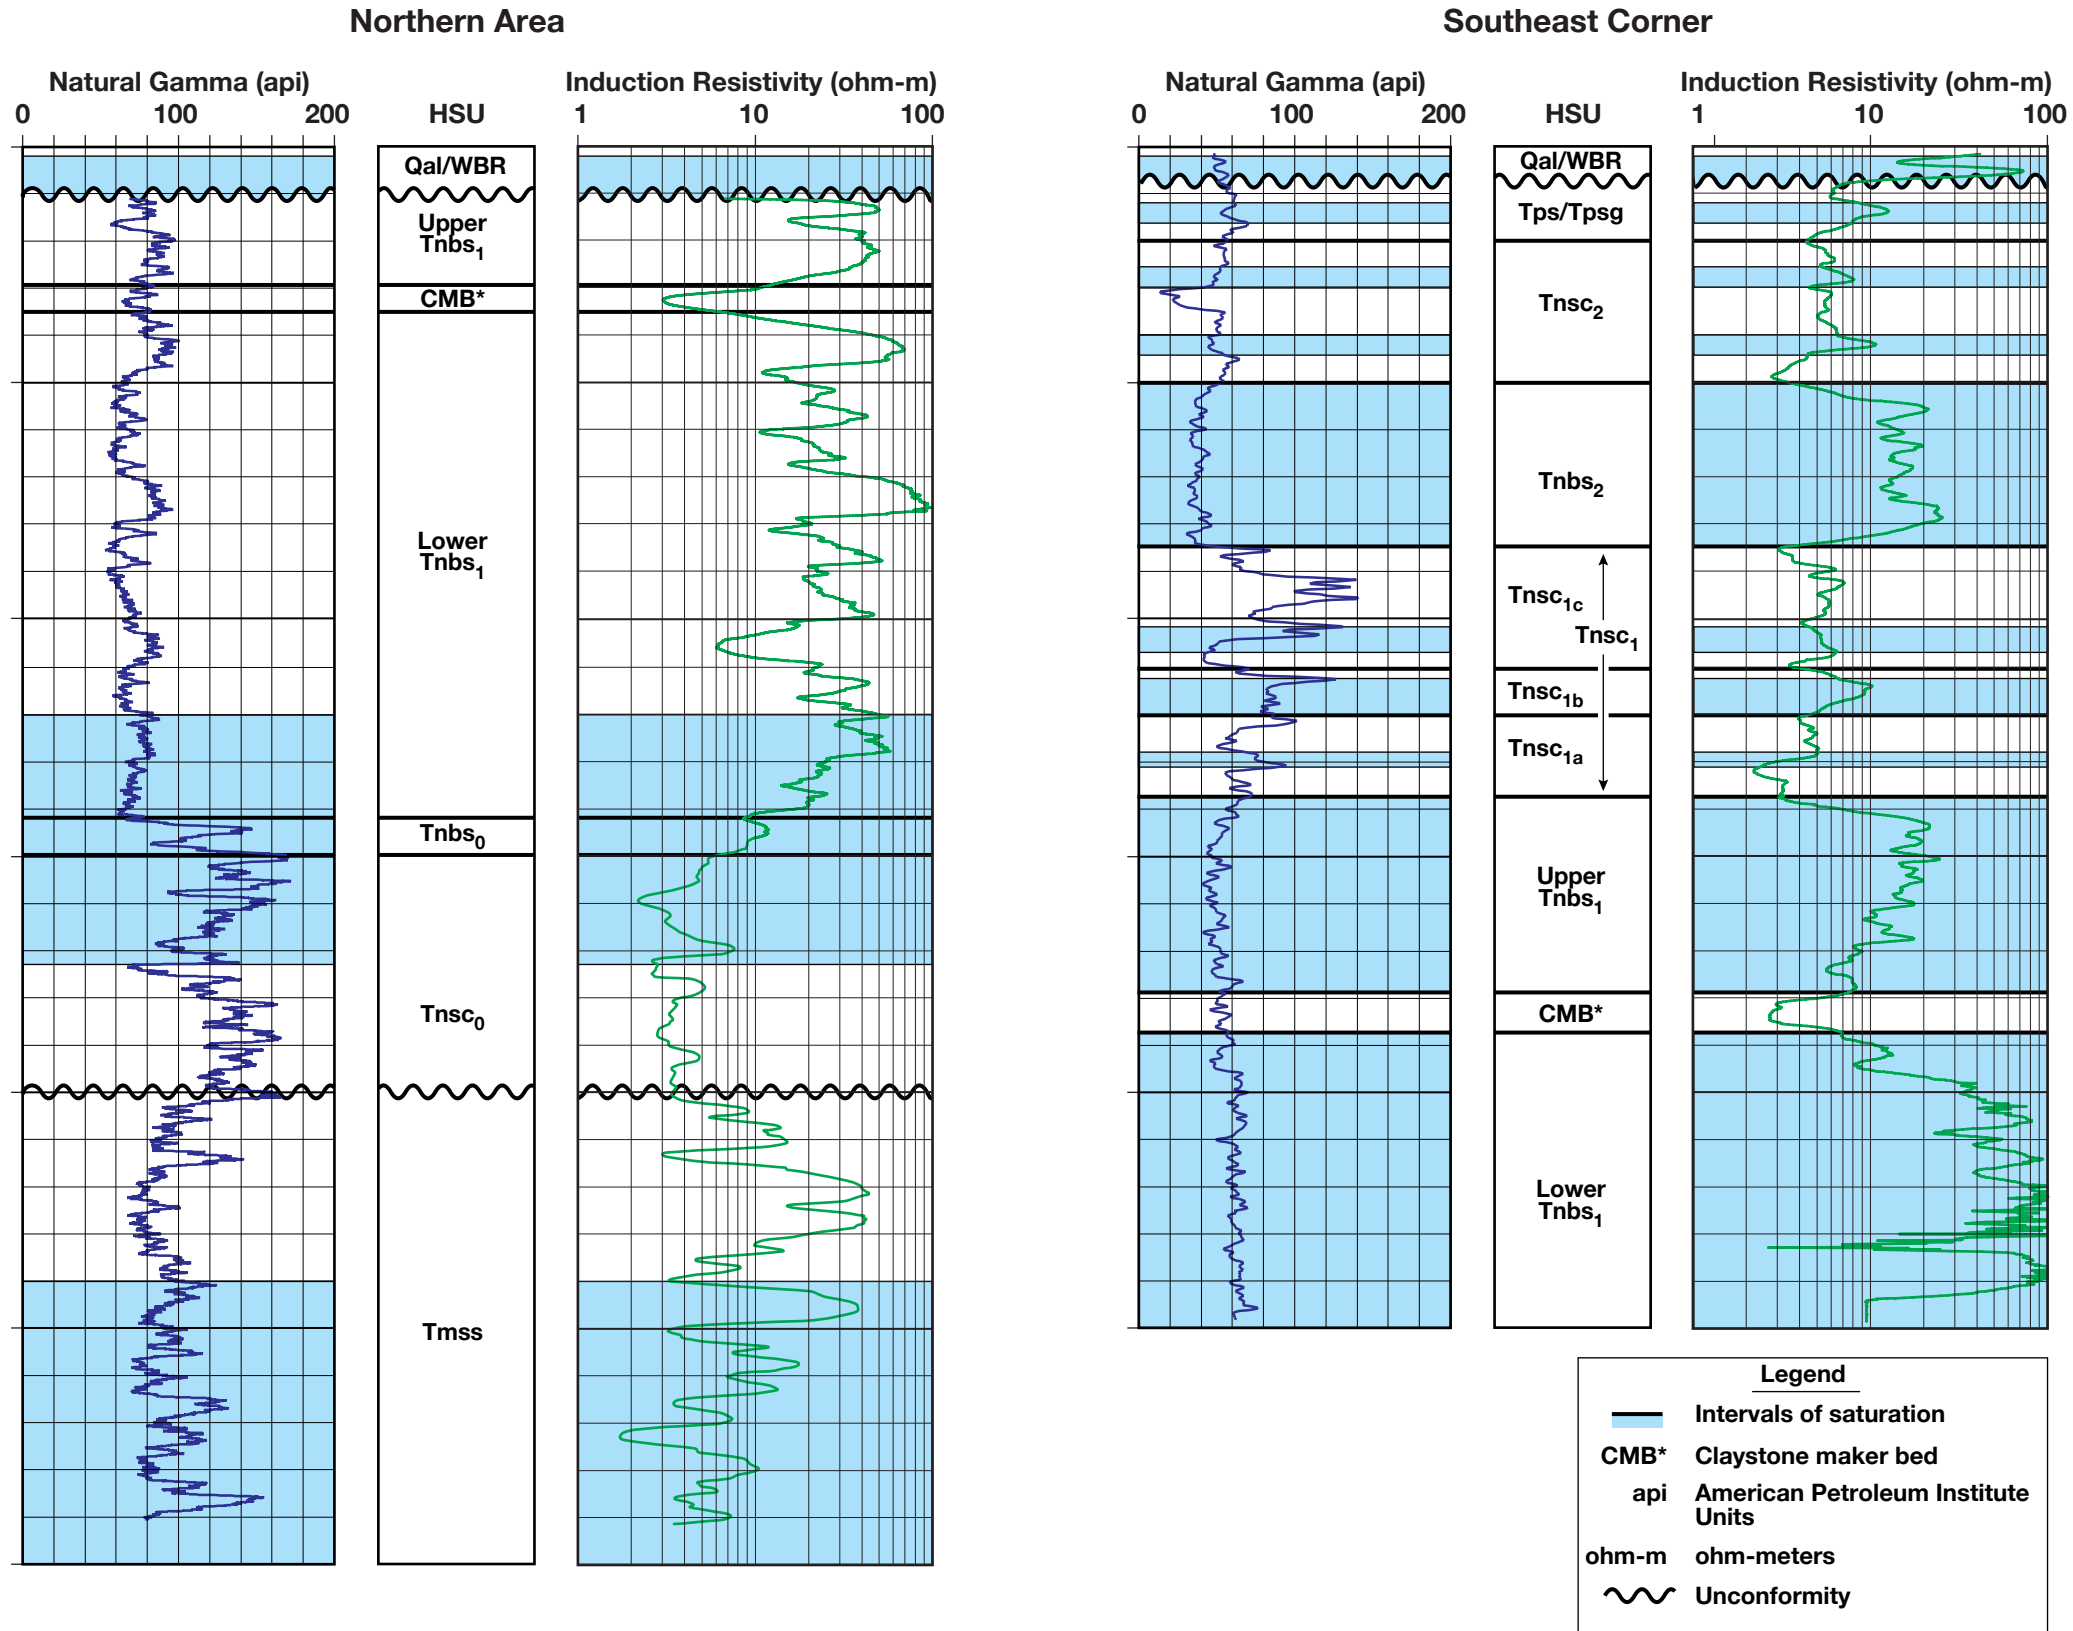 Northern Area
Natural Gamma (api)
0 100 200
HSU
Induction Resistivity (ohm-m)
1 10 100
Qal/WBR
Upper
Tnbs1
CMB*
Lower
Tnbs1
Tnbs0
Tnsc0
Tmss
Southeast Corner
Natural Gamma (api)
0 100 200
HSU
Induction Resistivity (ohm-m)
1 10 100
Qal/WBR
Tps/Tpsg
Tnsc2
Tnbs2
Tnsc1c
Tnsc1
Tnsc1b
Tnsc1a
Upper
Tnbs1
CMB*
Lower
Tnbs1
Legend
Intervals of saturation
CMB* Claystone maker bed
api American Petroleum Institute
Units
ohm-m ohm-meters
Unconformity